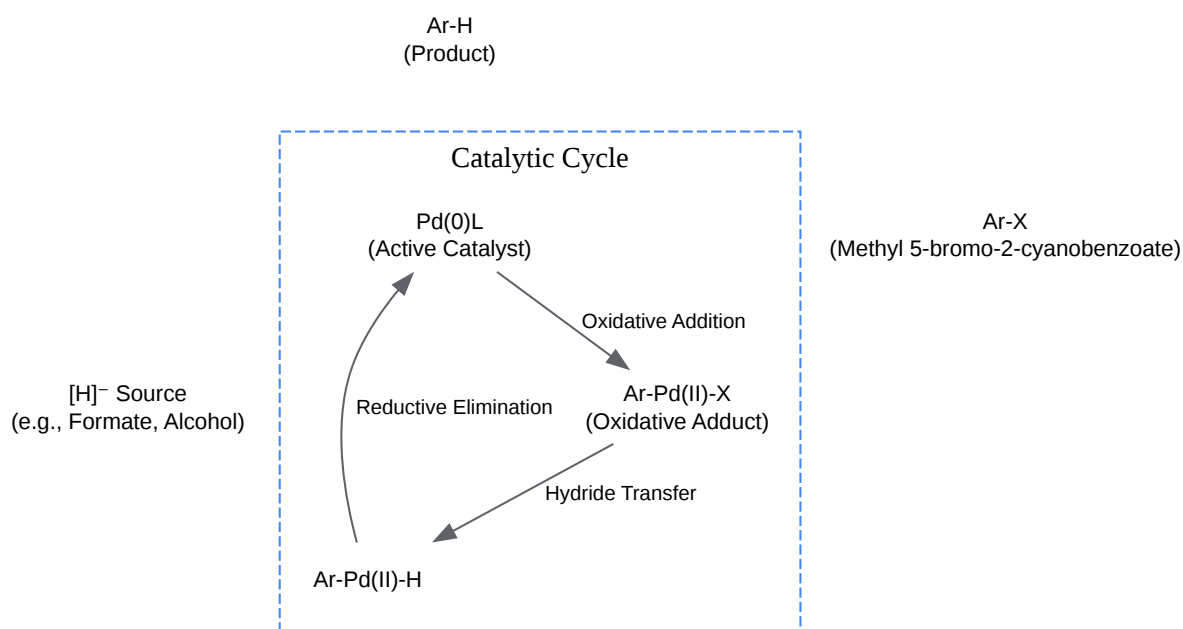 Ar-H
(Product)
Catalytic Cycle
Pd(0)L
(Active Catalyst)
Ar-X
(Methyl 5-bromo-2-cyanobenzoate)
Oxidative Addition
[H]⁻ Source
(e.g., Formate, Alcohol)
Reductive Elimination
Ar-Pd(II)-X
(Oxidative Adduct)
Hydride Transfer
Ar-Pd(II)-H